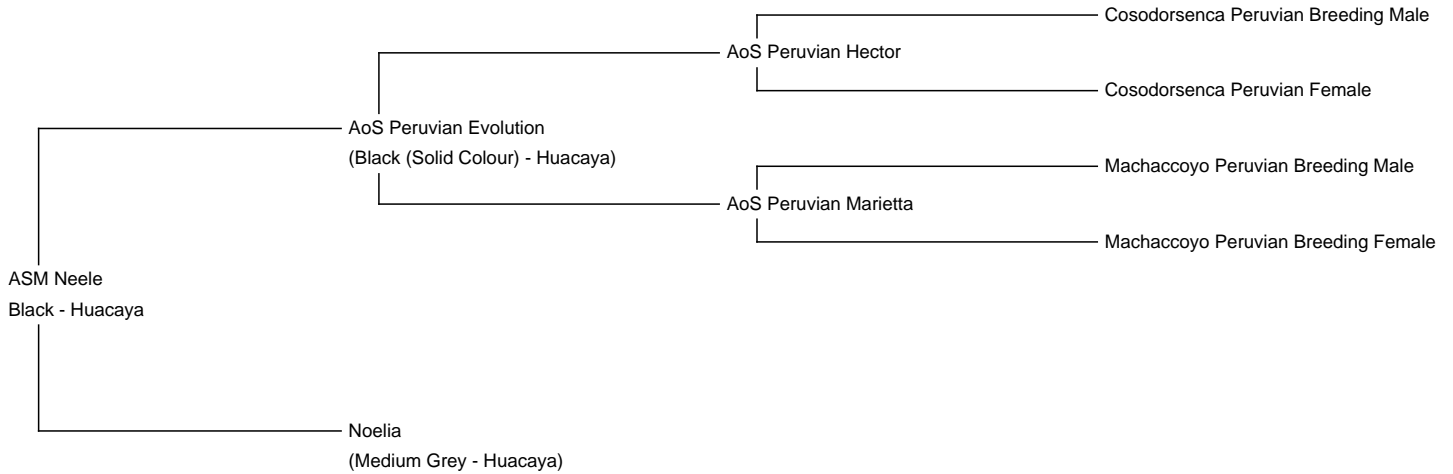 Cosodorsenca Peruvian Breeding Male
AoS Peruvian Hector
Cosodorsenca Peruvian Female
AoS Peruvian Evolution
(Black (Solid Colour) - Huacaya)
Machaccoyo Peruvian Breeding Male
AoS Peruvian Marietta
Machaccoyo Peruvian Breeding Female
ASM Neele
Black - Huacaya
Noelia
(Medium Grey - Huacaya)